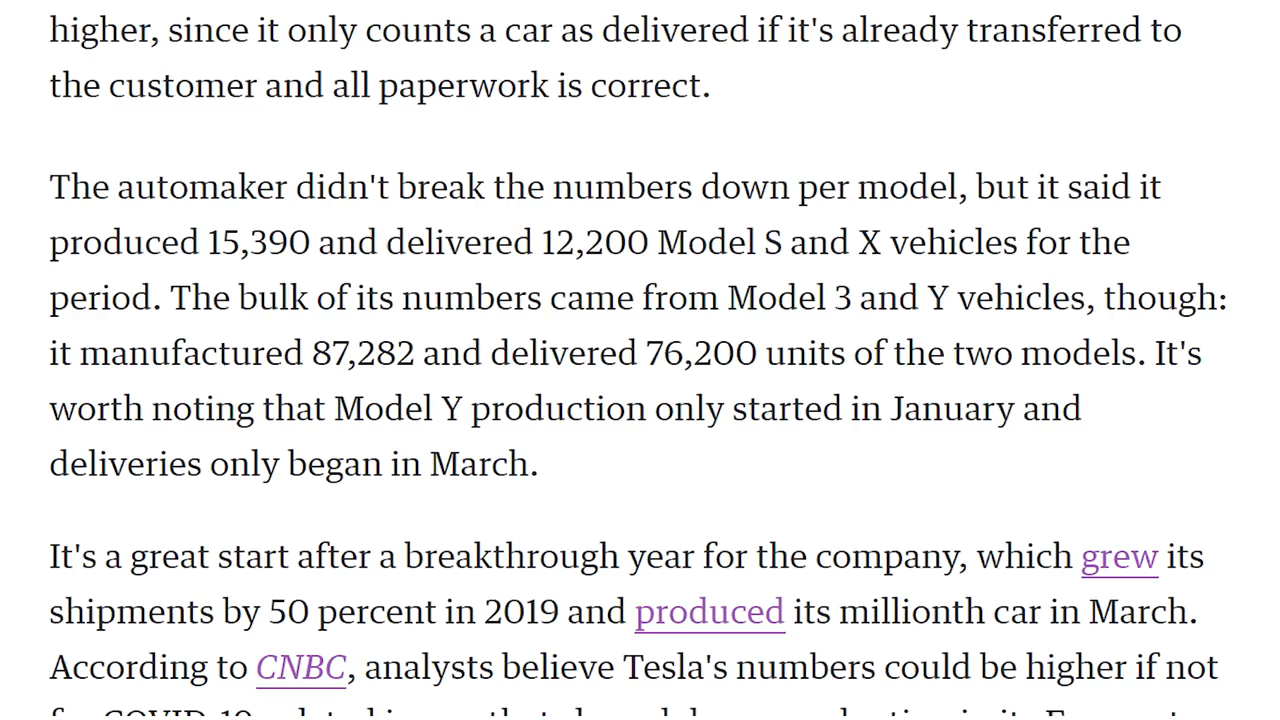 higher, since it only counts a car as delivered if it's already transferred to
the customer and all paperwork is correct.
The automaker didn't break the numbers down per model, but it said it
produced 15,390 and delivered 12,200 Model S and X vehicles for the
period. The bulk of its numbers came from Model 3 and Y vehicles, though:
it manufactured 87,282 and delivered 76,200 units of the two models. It's
worth noting that Model Y production only started in January and
deliveries only began in March.
It's a great start after a breakthrough year for the company, which grew its
shipments by 50 percent in 2019 and produced its millionth car in March.
According to CNBC, analysts believe Tesla's numbers could be higher if not